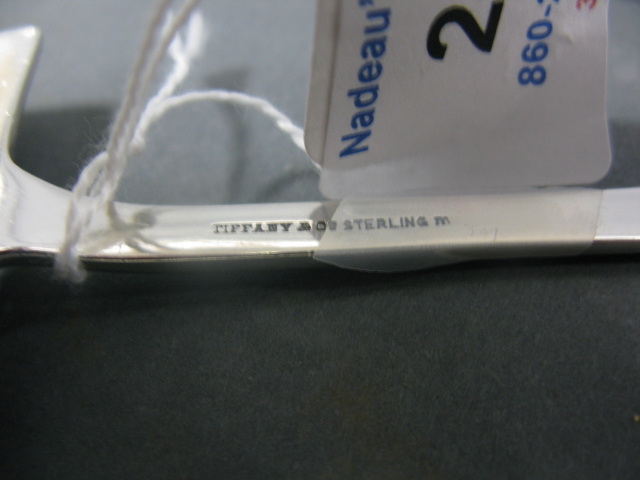 Nadeau'
2
860-
TIFFANY & Co STERLING m